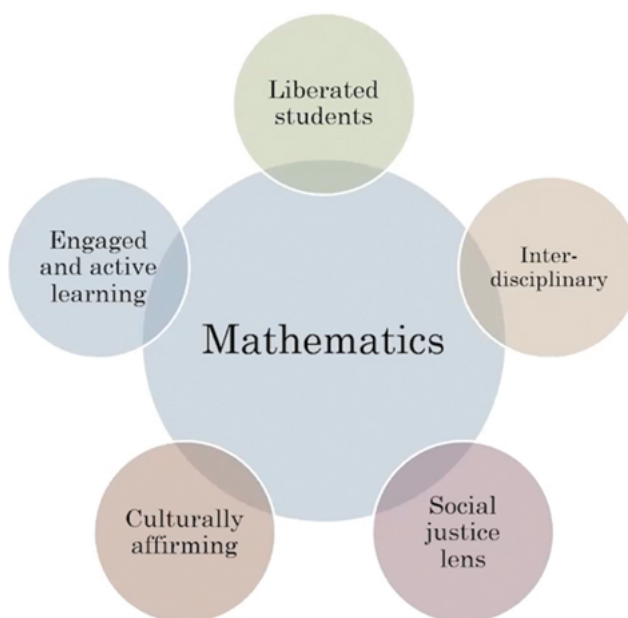 Liberated
students
Engaged
and active
learning
Inter-
disciplinary
Mathematics
Culturally
affirming
Social
justice
lens